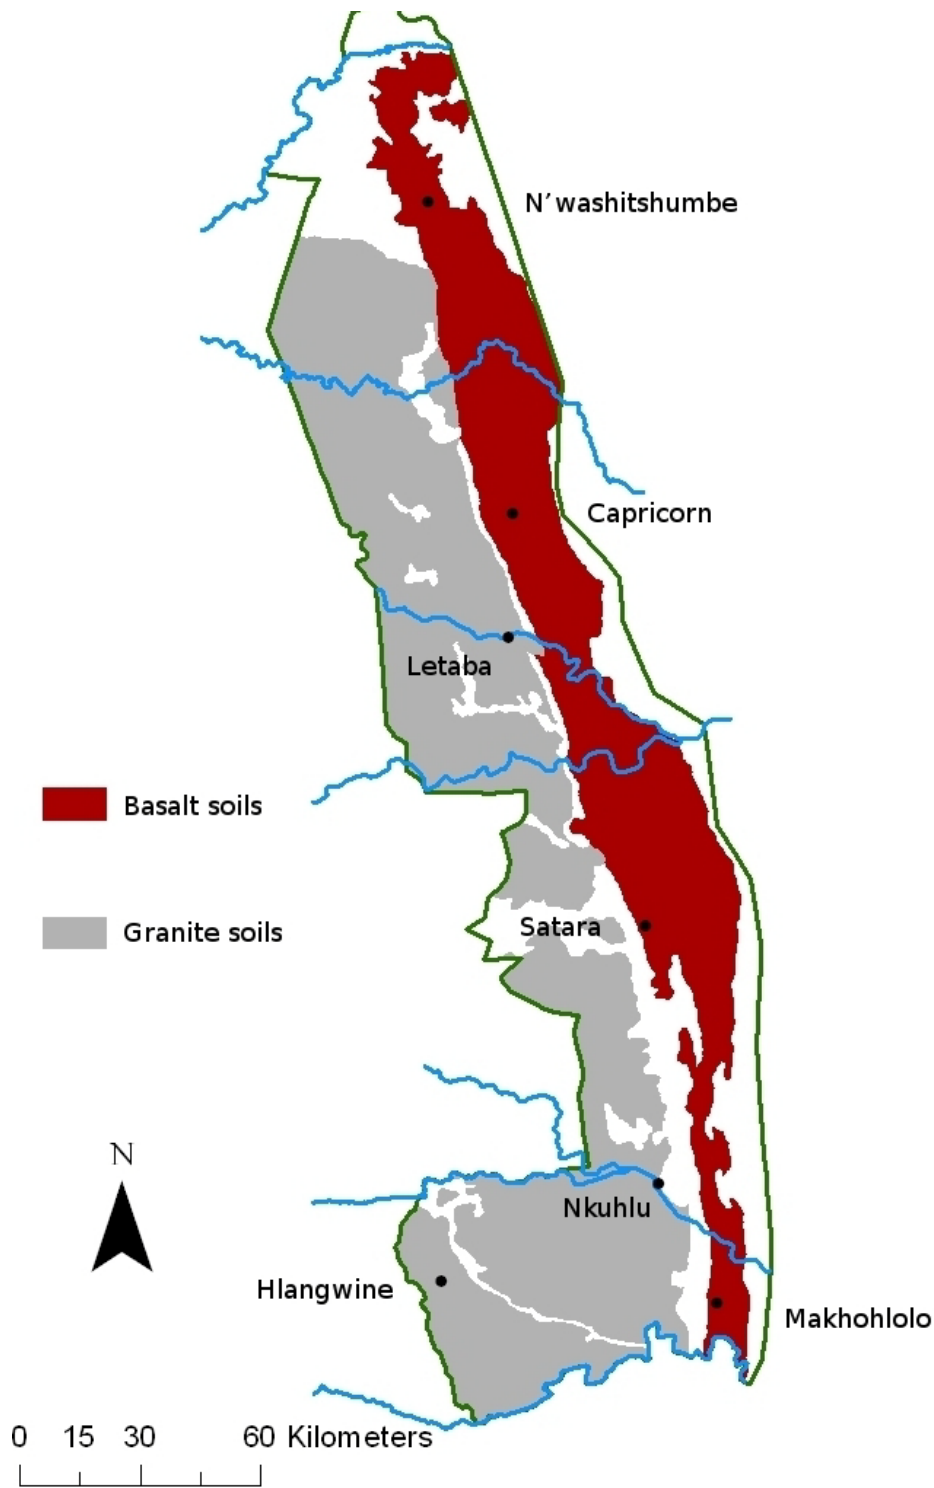 N’washitshumbe
Capricorn
Letaba
Basalt soils
Satara
Granite soils
N
Nkuhlu
Hlangwine
Makhohlolo
0 15 30 60 Kilometers